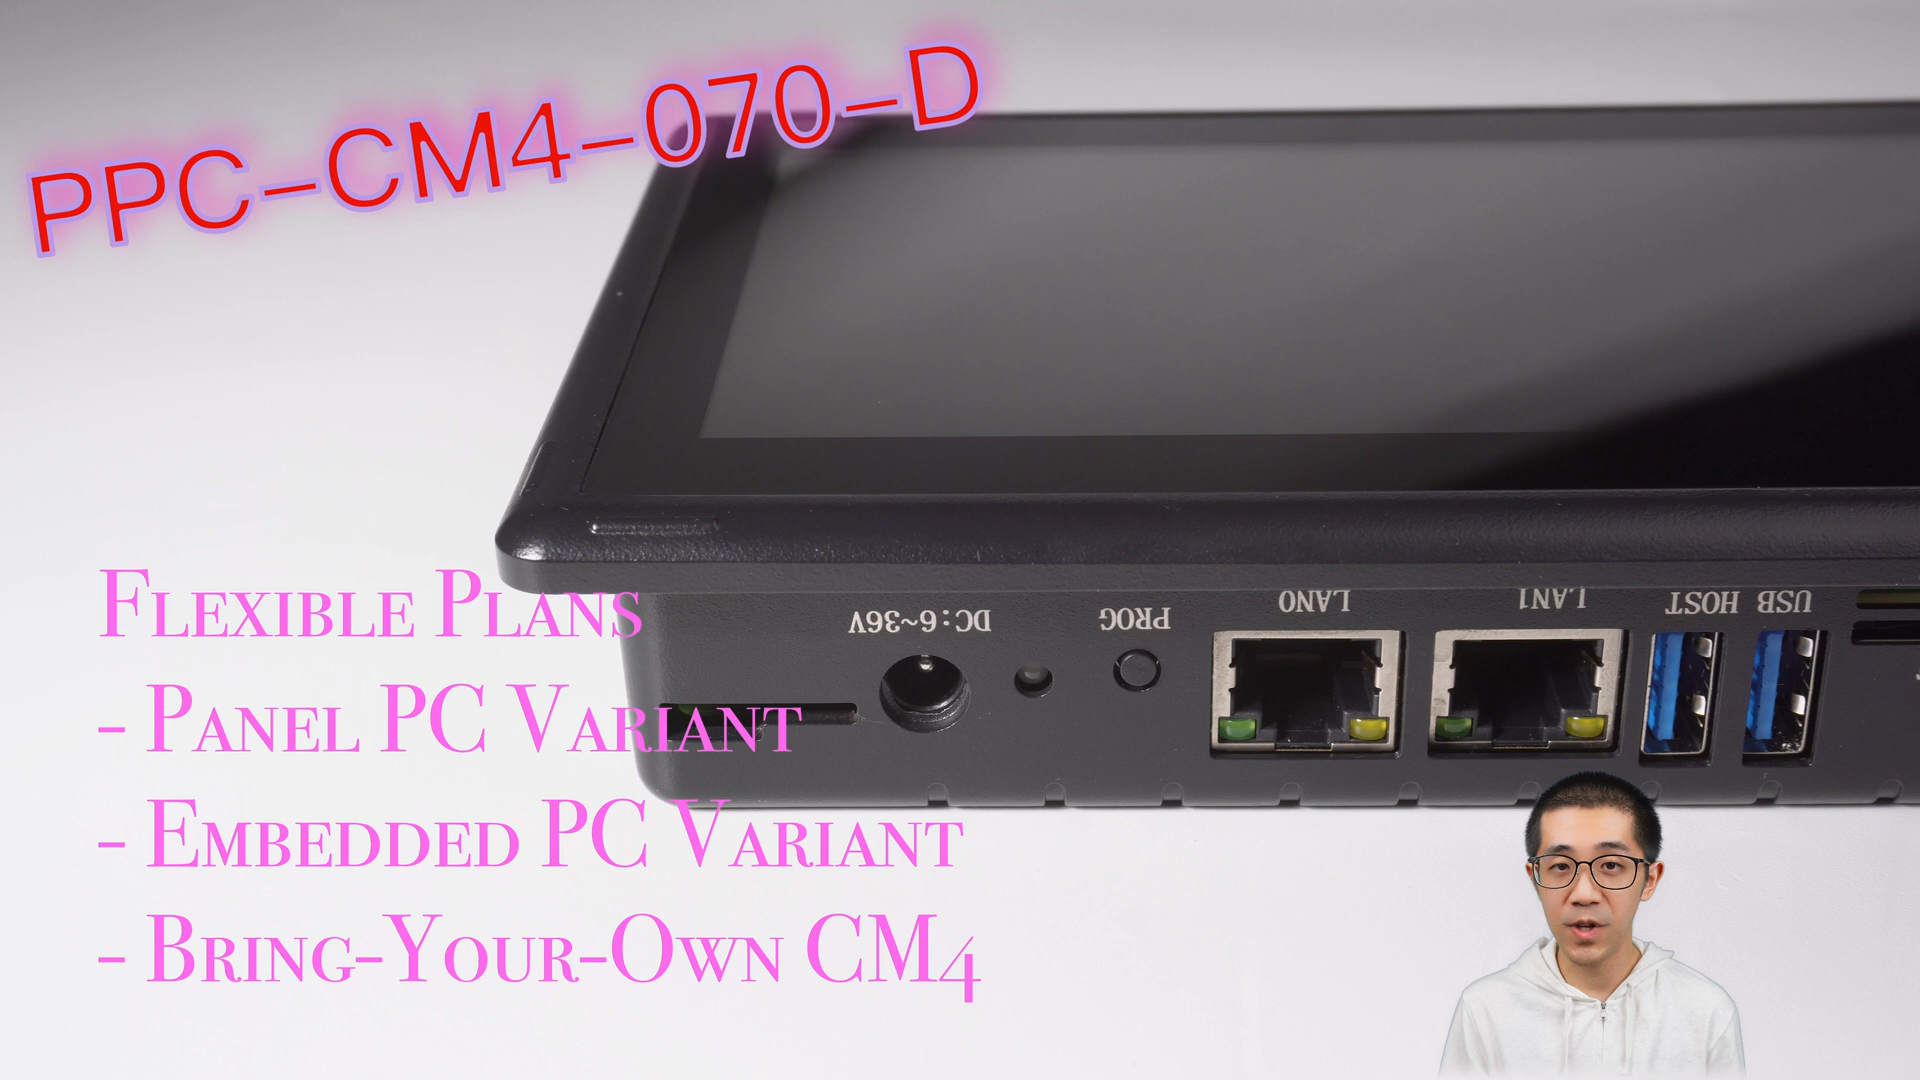 PPC-CM4-070-D
Flexible Plans
- Panel PC Variant
- Embedded PC Variant
- Bring-Your-Own CM4
DC:6~36V
PROG
LAN0
LAN1
HOST USB